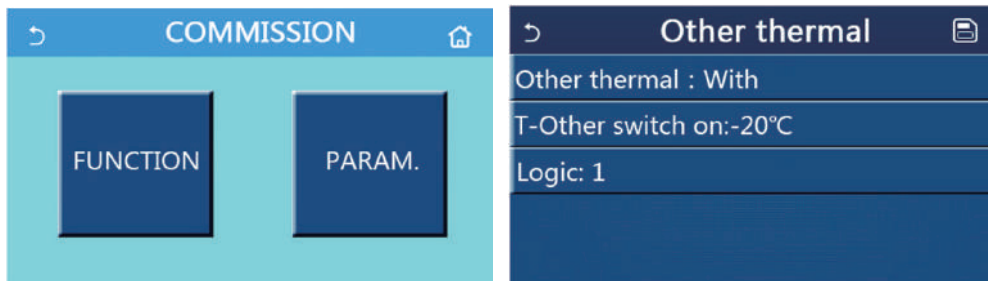 COMMISSION
FUNCTION
PARAM.
Other thermal
Other thermal : With
T-Other switch on:-20℃
Logic: 1